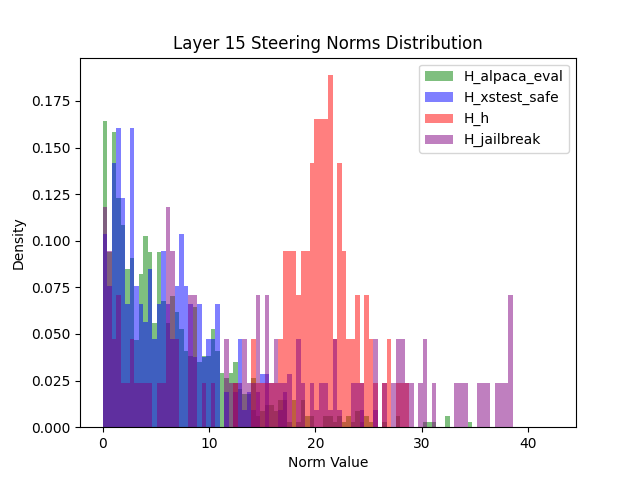 Layer 15 Steering Norms Distribution
H_alpaca_eval
H_xstest_safe
H_h
H_jailbreak
Density
0.175
0.150
0.125
0.100
0.075
0.050
0.025
0.000
0 10 20 30 40
Norm Value